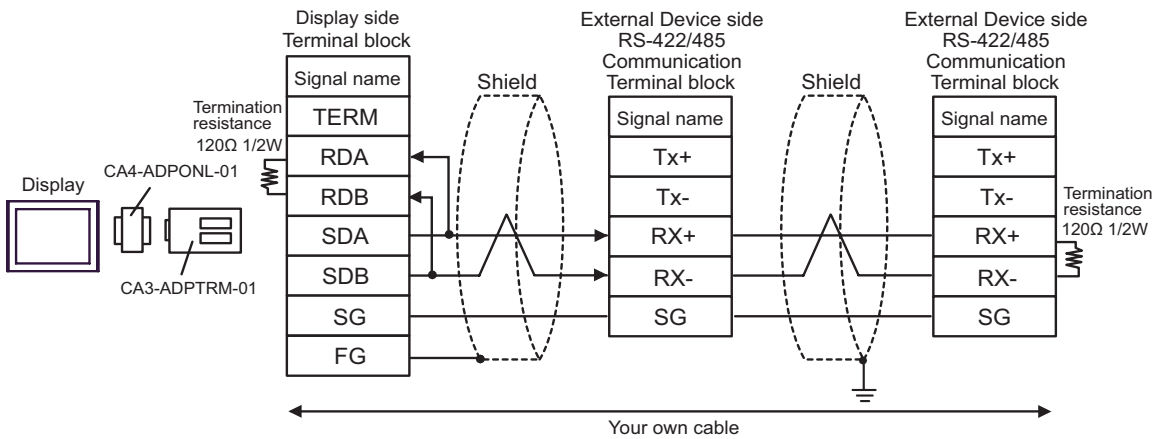 Display side
Terminal block
External Device side
RS-422/485
Communication
Terminal block
External Device side
RS-422/485
Communication
Terminal block
Signal name
Shield
Signal name
Shield
Signal name
Termination
resistance
120Ω 1/2W
TERM
RDA
RDB
SDA
SDB
SG
FG
Display
CA4-ADPONL-01
CA3-ADPTRM-01
Tx+
Tx-
RX+
RX-
SG
Tx+
Tx-
RX+
RX-
SG
Termination
resistance
120Ω 1/2W
Your own cable